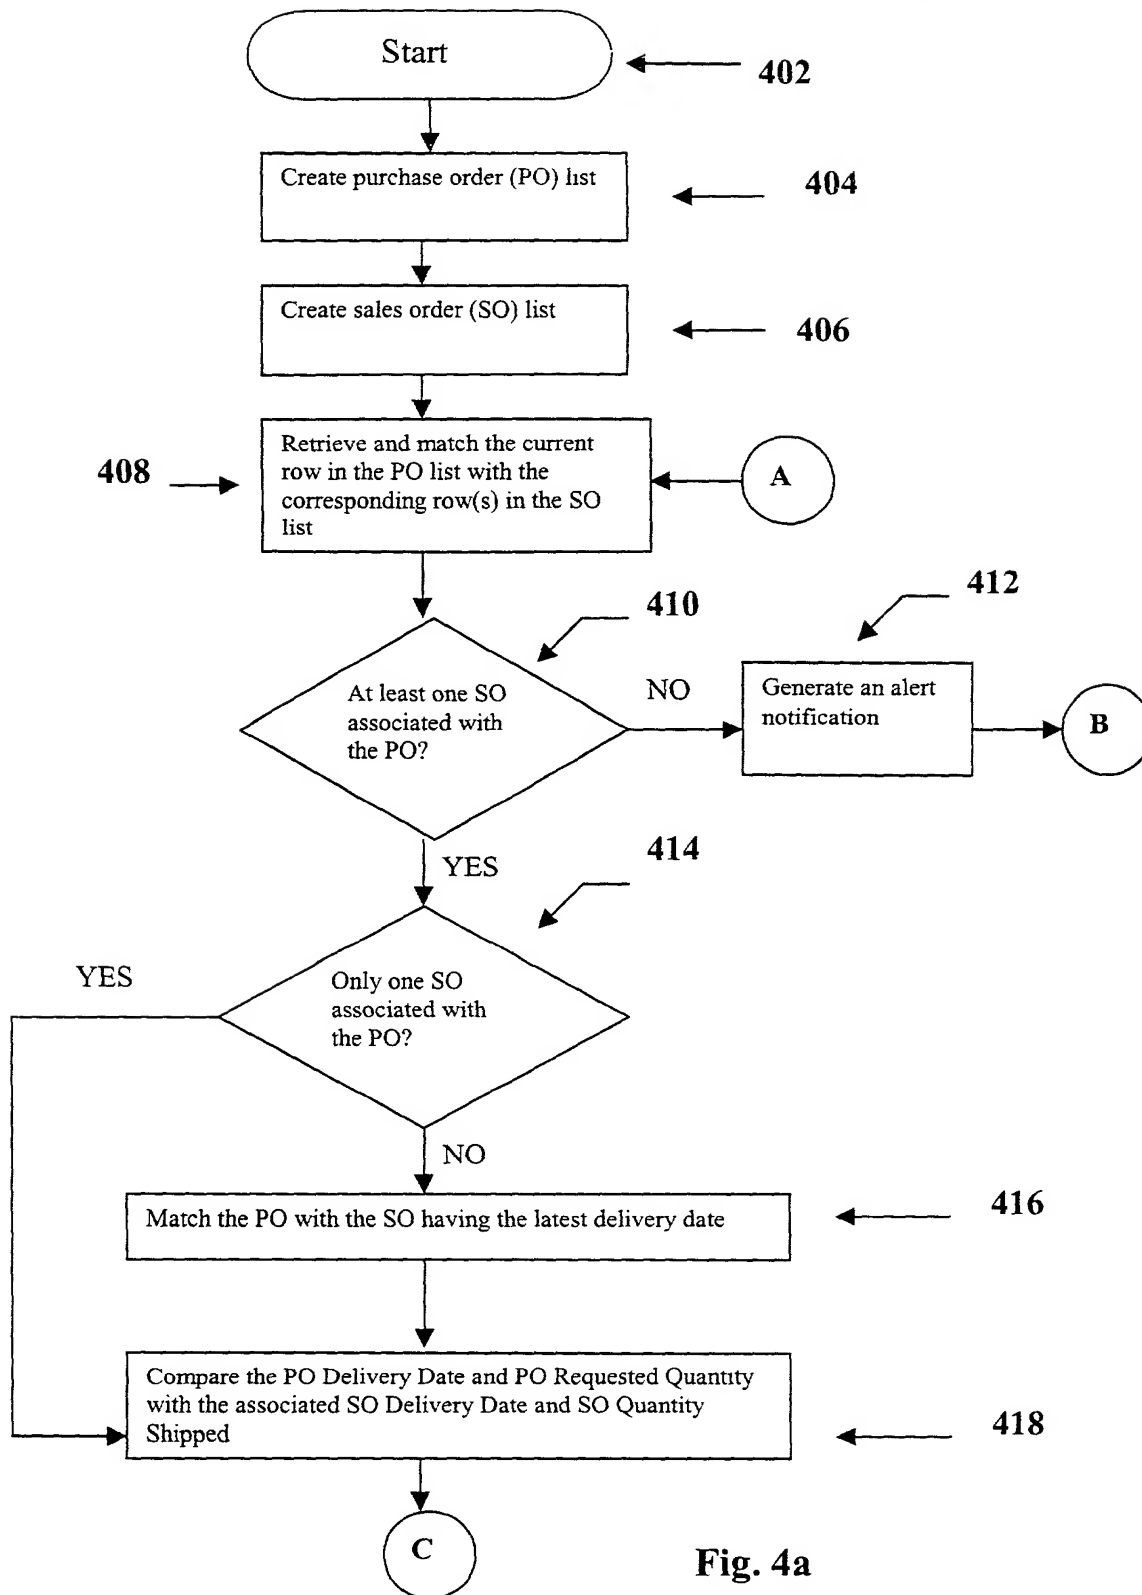 Start
402
Create purchase order (PO) list
404
Create sales order (SO) list
406
Retrieve and match the current
row in the PO list with the
corresponding row(s) in the SO
list
408
A
410
412
At least one SO
associated with
the PO?
NO
Generate an alert
notification
B
YES
414
YES
Only one SO
associated with
the PO?
NO
Match the PO with the SO having the latest delivery date
416
Compare the PO Delivery Date and PO Requested Quantity
with the associated SO Delivery Date and SO Quantity
Shipped
418
C
Fig. 4a